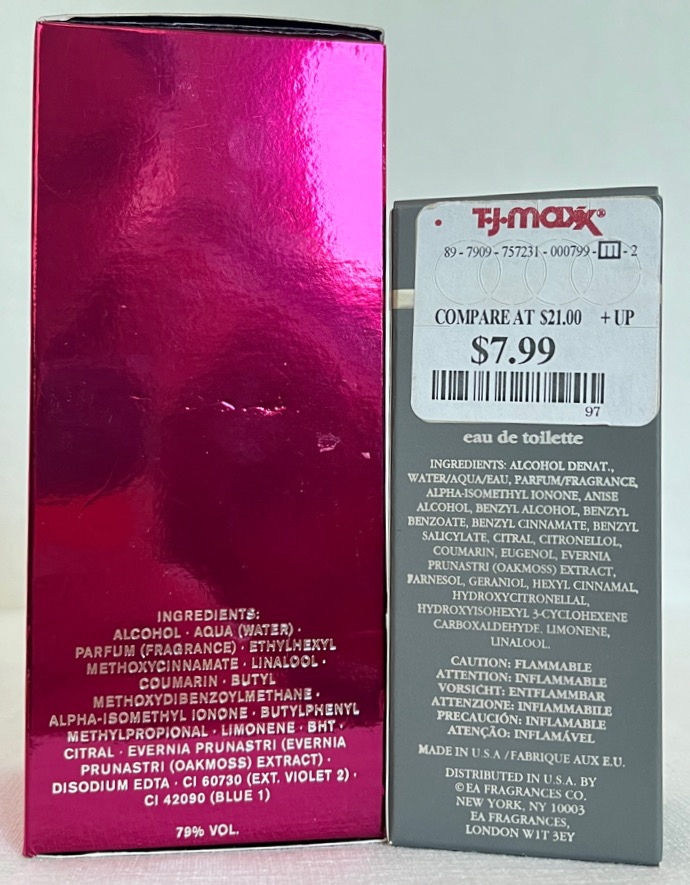 INGREDIENTS:
ALCOHOL · AQUA (WATER) ·
PARFUM (FRAGRANCE) · ETHYLHEXYL
METHOXYCINNAMATE · LINALOOL ·
COUMARIN · BUTYL
METHOXYDIBENZOYLMETHANE ·
ALPHA-ISOMETHYL IONONE · BUTYLPHENYL
METHYLPROPIONAL · LIMONENE · BHT ·
CITRAL · EVERNIA PRUNASTRI (EVERNIA
PRUNASTRI (OAKMOSS) EXTRACT) ·
DISODIUM EDTA · CI 60730 (EXT. VIOLET 2) ·
CI 42090 (BLUE 1)
79% VOL.
T·J·maxx®
89 - 7909 - 757231 - 000799 - m - 2
COMPARE AT $21.00 + UP
$7.99
97
eau de toilette
INGREDIENTS: ALCOHOL DENAT.,
WATER/AQUA/EAU, PARFUM/FRAGRANCE,
ALPHA-ISOMETHYL IONONE, ANISE
ALCOHOL, BENZYL ALCOHOL, BENZYL
BENZOATE, BENZYL CINNAMATE, BENZYL
SALICYLATE, CITRAL, CITRONELLOL,
COUMARIN, EUGENOL, EVERNIA
PRUNASTRI (OAKMOSS) EXTRACT,
FARNESOL, GERANIOL, HEXYL CINNAMAL,
HYDROXYCITRONELLAL,
HYDROXYISOHEXYL 3-CYCLOHEXENE
CARBOXALDEHYDE, LIMONENE,
LINALOOL.
CAUTION: FLAMMABLE
ATTENTION: INFLAMMABLE
VORSICHT: ENTFLAMMBAR
ATTENZIONE: INFIAMMABILE
PRECAUCIÓN: INFLAMABLE
ATENÇÃO: INFLAMÁVEL
MADE IN U.S.A / FABRIQUE AUX E.U.
DISTRIBUTED IN U.S.A. BY
©EA FRAGRANCES CO.
NEW YORK, NY 10003
EA FRAGRANCES,
LONDON W1T 3EY